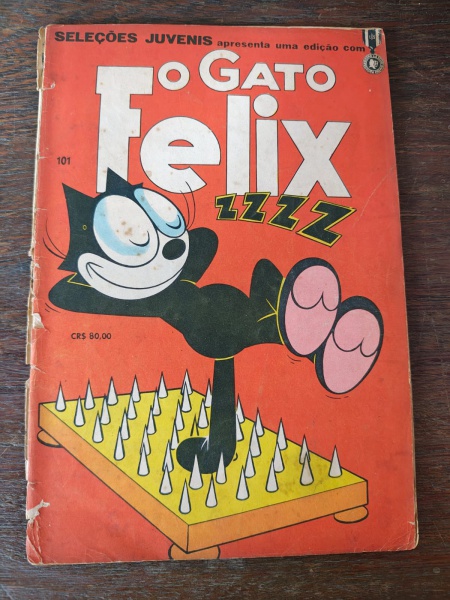 SELEÇÕES JUVENIS apresenta uma edição com
O GATO
Felix
101
ZZZZ
CR$ 60,00